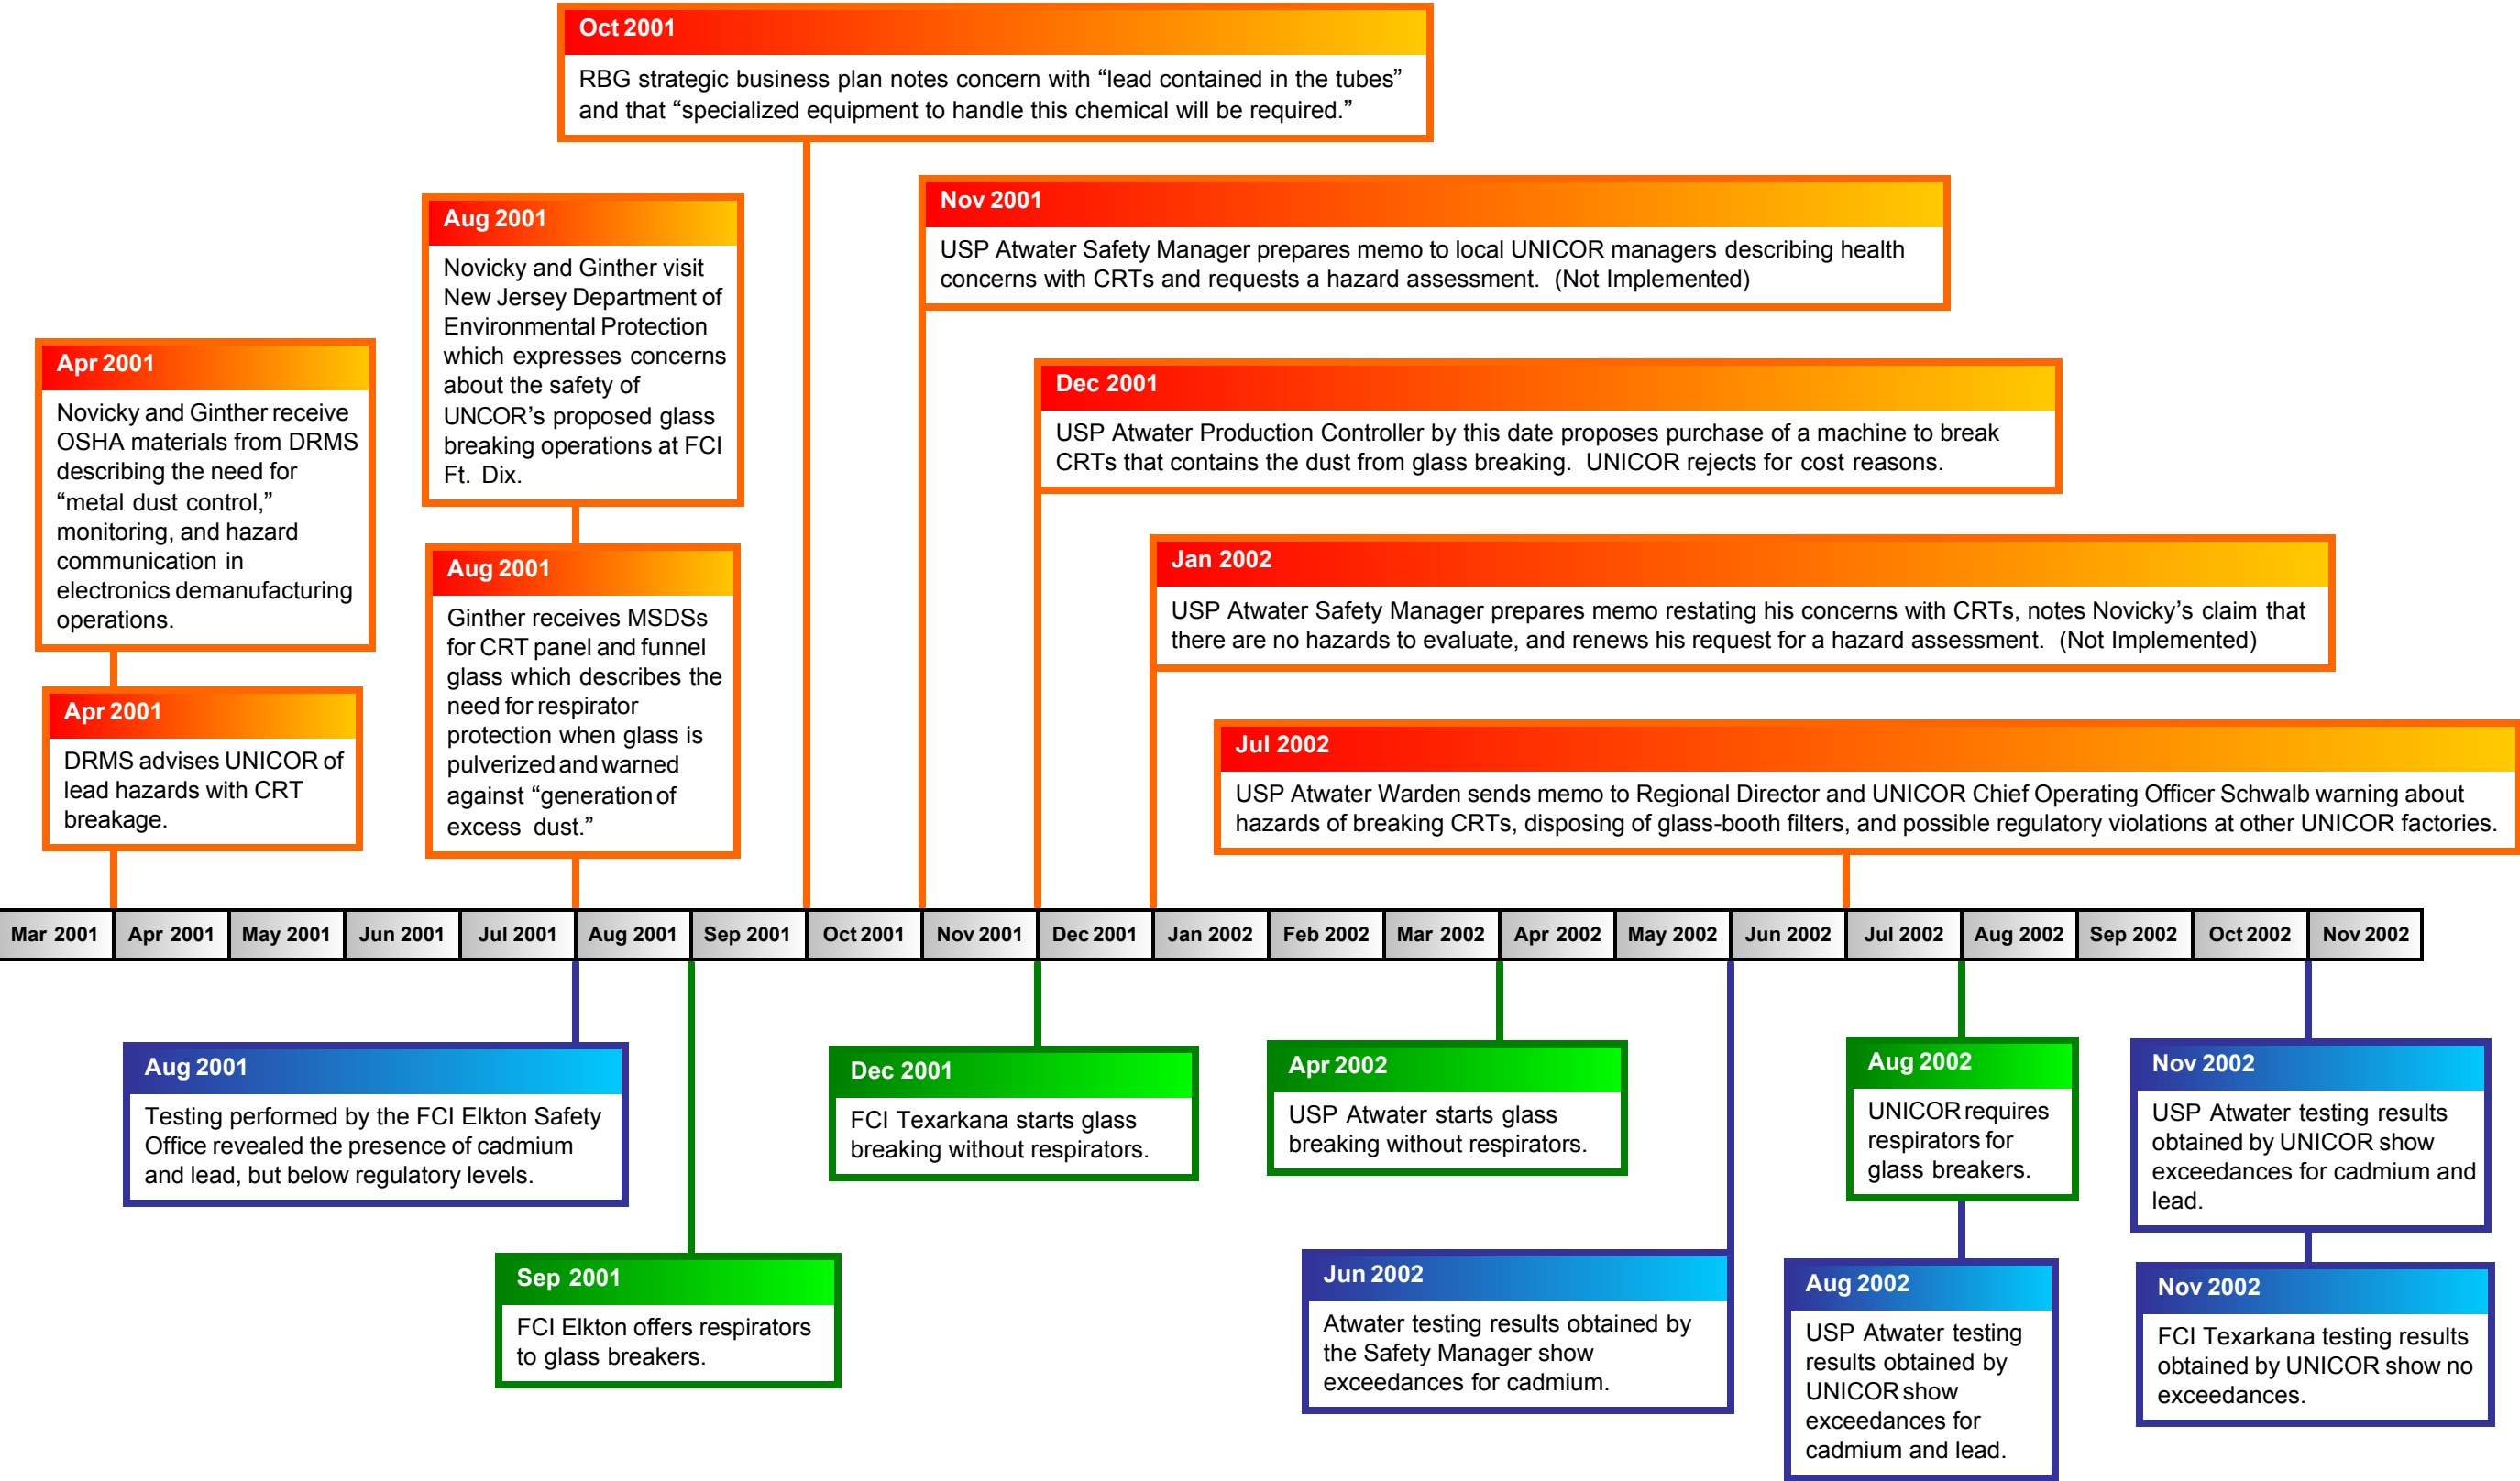 Oct 2001
RBG strategic business plan notes concern with “lead contained in the tubes”
and that “specialized equipment to handle this chemical will be required.”
Nov 2001
USP Atwater Safety Manager prepares memo to local UNICOR managers describing health
concerns with CRTs and requests a hazard assessment. (Not Implemented)
Aug 2001
Novicky and Ginther visit
New Jersey Department of
Environmental Protection
which expresses concerns
about the safety of
UNCOR’s proposed glass
breaking operations at FCI
Ft. Dix.
Apr 2001
Novicky and Ginther receive
OSHA materials from DRMS
describing the need for
“metal dust control,”
monitoring, and hazard
communication in
electronics demanufacturing
operations.
Dec 2001
USP Atwater Production Controller by this date proposes purchase of a machine to break
CRTs that contains the dust from glass breaking. UNICOR rejects for cost reasons.
Aug 2001
Ginther receives MSDSs
for CRT panel and funnel
glass which describes the
need for respirator
protection when glass is
pulverized and warned
against “generation of
excess dust.”
Jan 2002
USP Atwater Safety Manager prepares memo restating his concerns with CRTs, notes Novicky’s claim that
there are no hazards to evaluate, and renews his request for a hazard assessment. (Not Implemented)
Apr 2001
DRMS advises UNICOR of
lead hazards with CRT
breakage.
Jul 2002
USP Atwater Warden sends memo to Regional Director and UNICOR Chief Operating Officer Schwalb warning about
hazards of breaking CRTs, disposing of glass-booth filters, and possible regulatory violations at other UNICOR factories.
Mar 2001 Apr 2001 May 2001 Jun 2001 Jul 2001 Aug 2001 Sep 2001 Oct 2001 Nov 2001 Dec 2001 Jan 2002 Feb 2002 Mar 2002 Apr 2002 May 2002 Jun 2002 Jul 2002 Aug 2002 Sep 2002 Oct 2002 Nov 2002
Aug 2001
Testing performed by the FCI Elkton Safety
Office revealed the presence of cadmium
and lead, but below regulatory levels.
Sep 2001
FCI Elkton offers respirators
to glass breakers.
Dec 2001
FCI Texarkana starts glass
breaking without respirators.
Apr 2002
USP Atwater starts glass
breaking without respirators.
Jun 2002
Atwater testing results obtained by
the Safety Manager show
exceedances for cadmium.
Aug 2002
UNICOR requires
respirators for
glass breakers.
Aug 2002
USP Atwater testing
results obtained by
UNICOR show
exceedances for
cadmium and lead.
Nov 2002
USP Atwater testing results
obtained by UNICOR show
exceedances for cadmium and
lead.
Nov 2002
FCI Texarkana testing results
obtained by UNICOR show no
exceedances.